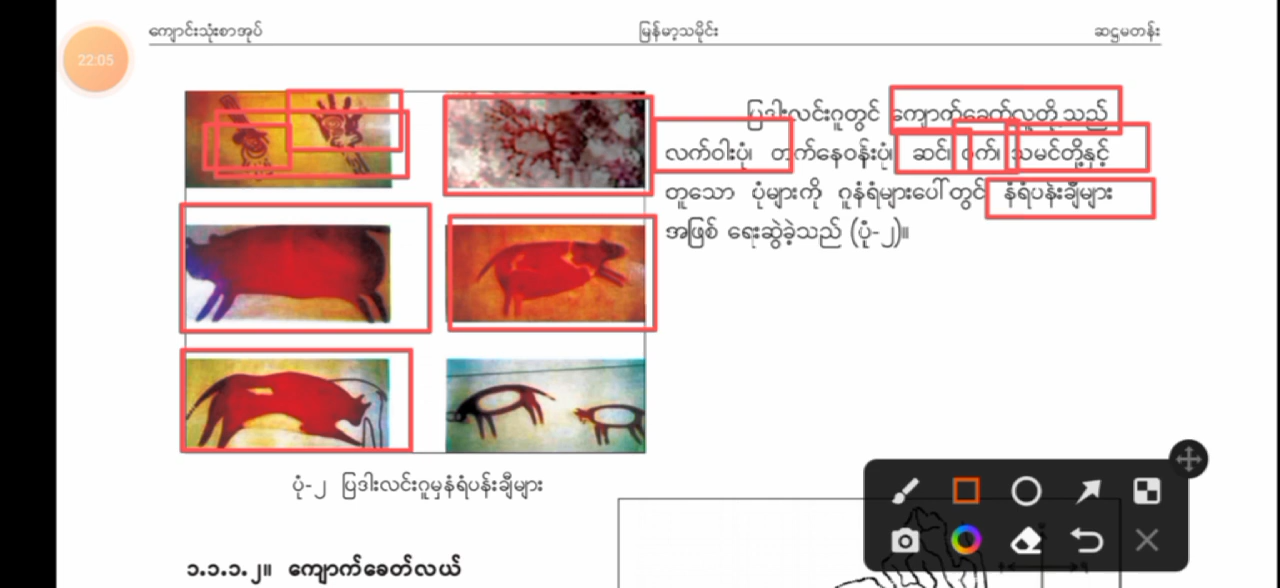 ကျောင်းသုံးစာအုပ် မြန်မာ့သမိုင်း ဆဋ္ဌမတန်း
22:05
ပြဒါးလင်းဂူတွင် ကျောက်ခေတ်လူတို့သည်
လက်ဝါးပုံ၊ တက်နေဝန်းပုံ၊ ဆင်၊ ဝက်၊ သမင်တို့နှင့်
တူသော ပုံများကို ဂူနံရံများပေါ်တွင် နံရံပန်းချီများ
အဖြစ် ရေးဆွဲခဲ့သည် (ပုံ-၂)။
ပုံ-၂ ပြဒါးလင်းဂူမှနံရံပန်းချီများ
၁.၁.၁.၂။ ကျောက်ခေတ်လယ်